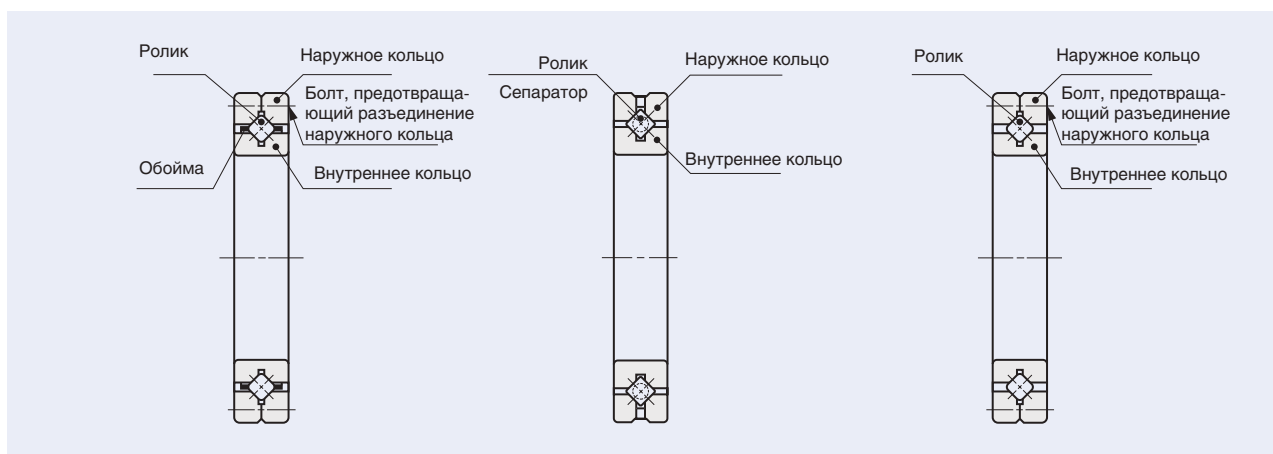 Ролик
Наружное кольцо
Болт, предотвраща-
ющий разъединение
наружного кольца
Обойма
Внутреннее кольцо
Ролик
Наружное кольцо
Сепаратор
Внутреннее кольцо
Ролик
Наружное кольцо
Болт, предотвраща-
ющий разъединение
наружного кольца
Внутреннее кольцо